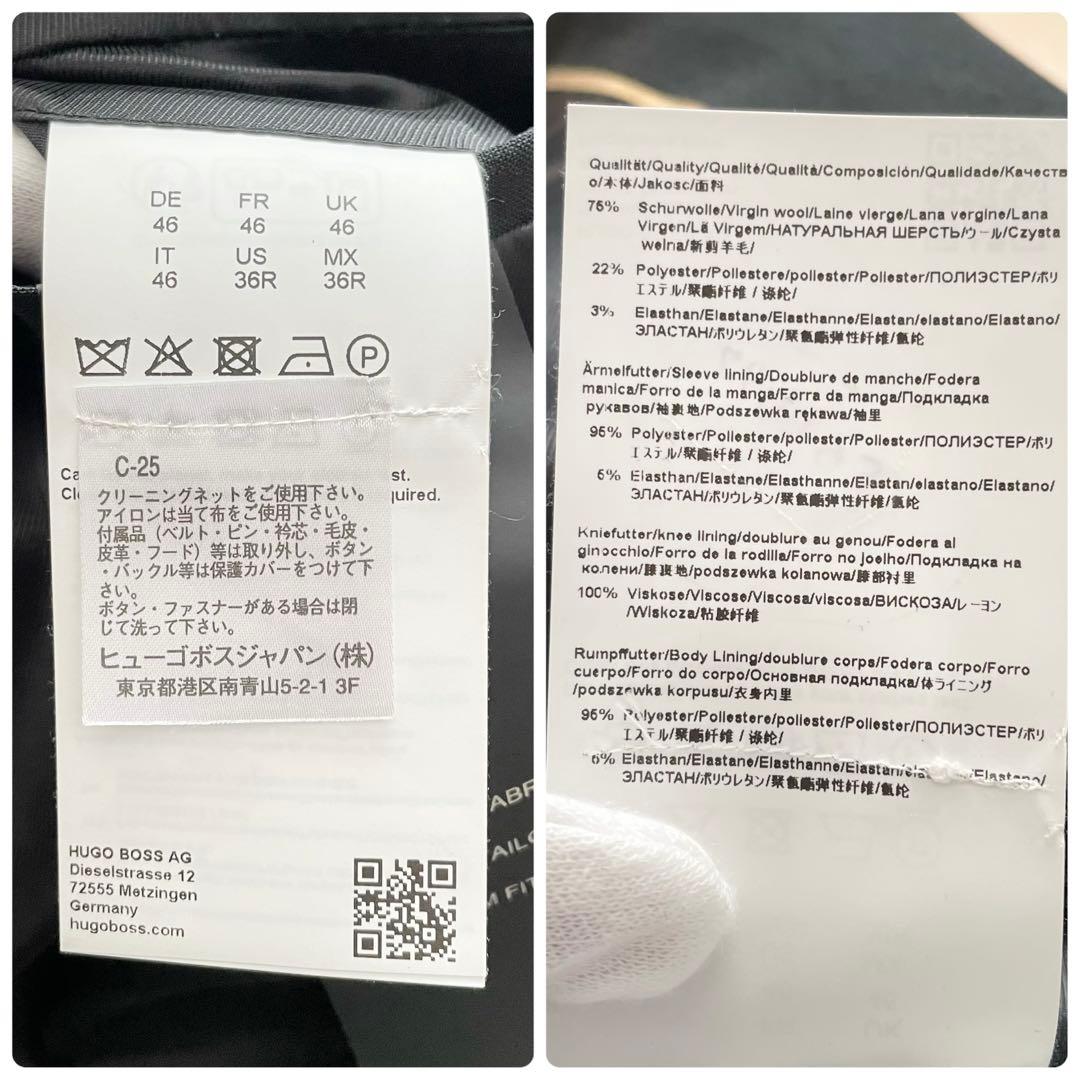 DE FR UK
46 46 46
IT US MX
46 36R 36R
P
Ca st.
Cl quired.
C-25
クリーニングネットをご使用下さい。
アイロンは当て布をご使用下さい。
付属品（ベルト・ピン・衿芯・毛皮・
皮革・フード）等は取り外し、ボタン
・バックル等は保護カバーをつけて下
さい。
ボタン・ファスナーがある場合は閉
じて洗って下さい。
ヒューゴボスジャパン(株)
東京都港区南青山5-2-1 3F
HUGO BOSS AG
Dieselstrasse 12
72555 Metzingen
Germany
hugoboss.com
FABR
TAILO
M FIT
Qualität/Quality/Qualité/Qualità/Composición/Qualidade/Качеств
о/本体/Jakosc/面料
75% Schurwolle/Virgin wool/Laine vierge/Lana vergine/Lana
Virgen/Lã Virgem/НАТУРАЛЬНАЯ ШЕРСТЬ/ウール/Czysta
wełna/新剪羊毛/
22% Polyester/Poliestere/poliester/Poliester/ПОЛИЭСТЕР/ポリ
エステル/聚酯纤维 / 涤纶/
3% Elasthan/Elastane/Elasthanne/Elastan/elastano/Elastano/
ЭЛАСТАН/ポリウレタン/聚氨酯弹性纤维/氨纶
Ärmelfutter/Sleeve lining/Doublure de manche/Fodera
manica/Forro de la manga/Forra da manga/Подкладка
рукавов/袖裏地/Podszewka rękawa/袖里
95% Polyester/Poliestere/poliester/Poliester/ПОЛИЭСТЕР/ポリ
エステル/聚酯纤维 / 涤纶/
5% Elasthan/Elastane/Elasthanne/Elastan/elastano/Elastano/
ЭЛАСТАН/ポリウレタン/聚氨酯弹性纤维/氨纶
Kniefutter/knee lining/doublure au genou/Fodera al
ginocchio/Forro de la rodilla/Forro no joelho/Подкладка на
колени/膝裏地/podszewka kolanowa/膝部衬里
100% Viskose/Viscose/Viscosa/viscosa/ВИСКОЗА/レーヨン
/Wiskoza/粘胶纤维
Rumpffutter/Body Lining/doublure corps/Fodera corpo/Forro
cuerpo/Forro do corpo/Основная подкладка/体ライニング
/podszewka korpusu/衣身内里
95% Polyester/Poliestere/poliester/Poliester/ПОЛИЭСТЕР/ポリ
エステル/聚酯纤维 / 涤纶/
5% Elasthan/Elastane/Elasthanne/Elastan/elastano/Elastano/
ЭЛАСТАН/ポリウレタン/聚氨酯弹性纤维/氨纶